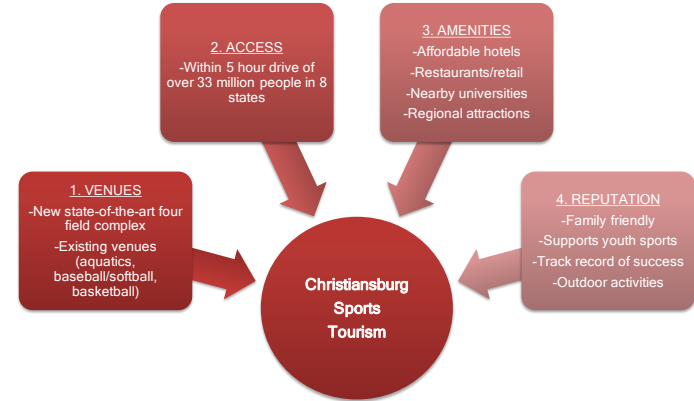 1. VENUES
-New state-of-the-art four
field complex
-Existing venues
(aquatics,
baseball/softball,
basketball)
2. ACCESS
-Within 5 hour drive of
over 33 million people in 8
states
3. AMENITIES
-Affordable hotels
-Restaurants/retail
-Nearby universities
-Regional attractions
4. REPUTATION
-Family friendly
-Supports youth sports
-Track record of success
-Outdoor activities
Christiansburg
Sports
Tourism